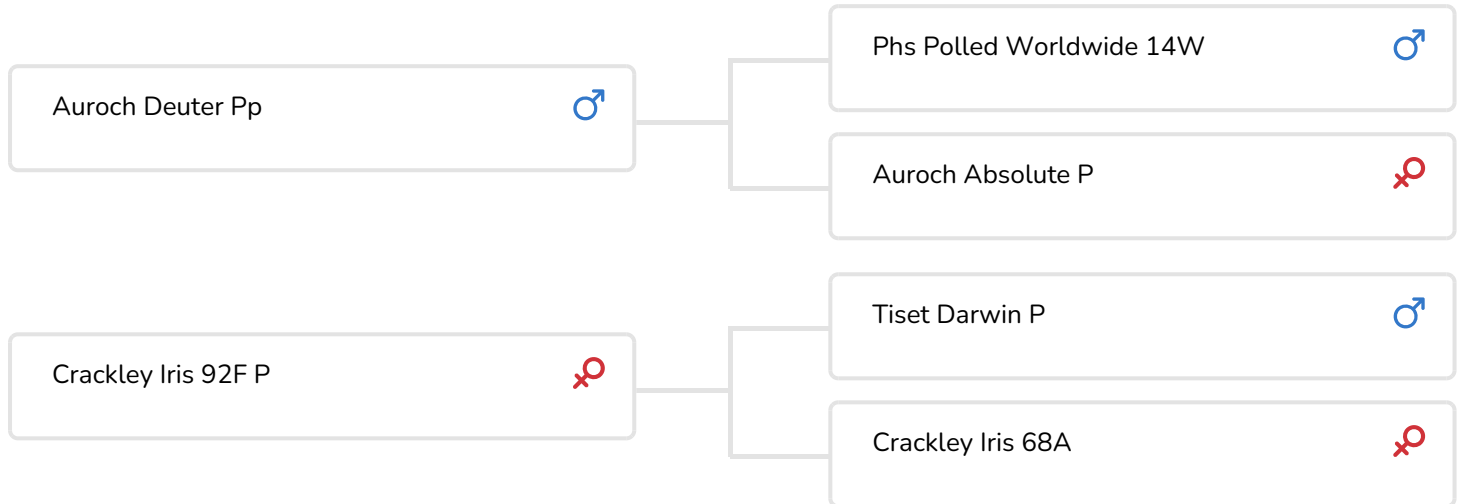 Phs Polled Worldwide 14W
Auroch Deuter Pp
Auroch Absolute P
Tiset Darwin P
Crackley Iris 92F P
Crackley Iris 68A